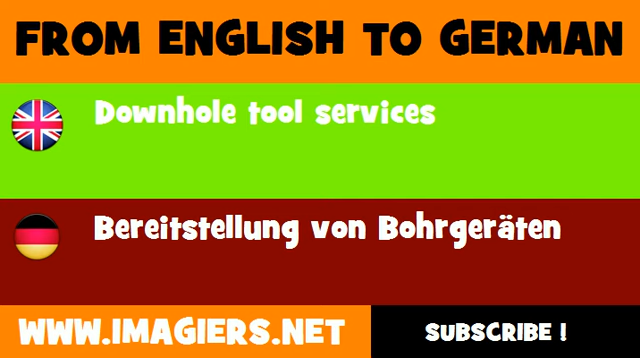 FROM ENGLISH TO GERMAN
Downhole tool services
Bereitstellung von Bohrgeräten
WWW.IMAGIERS.NET
SUBSCRIBE !